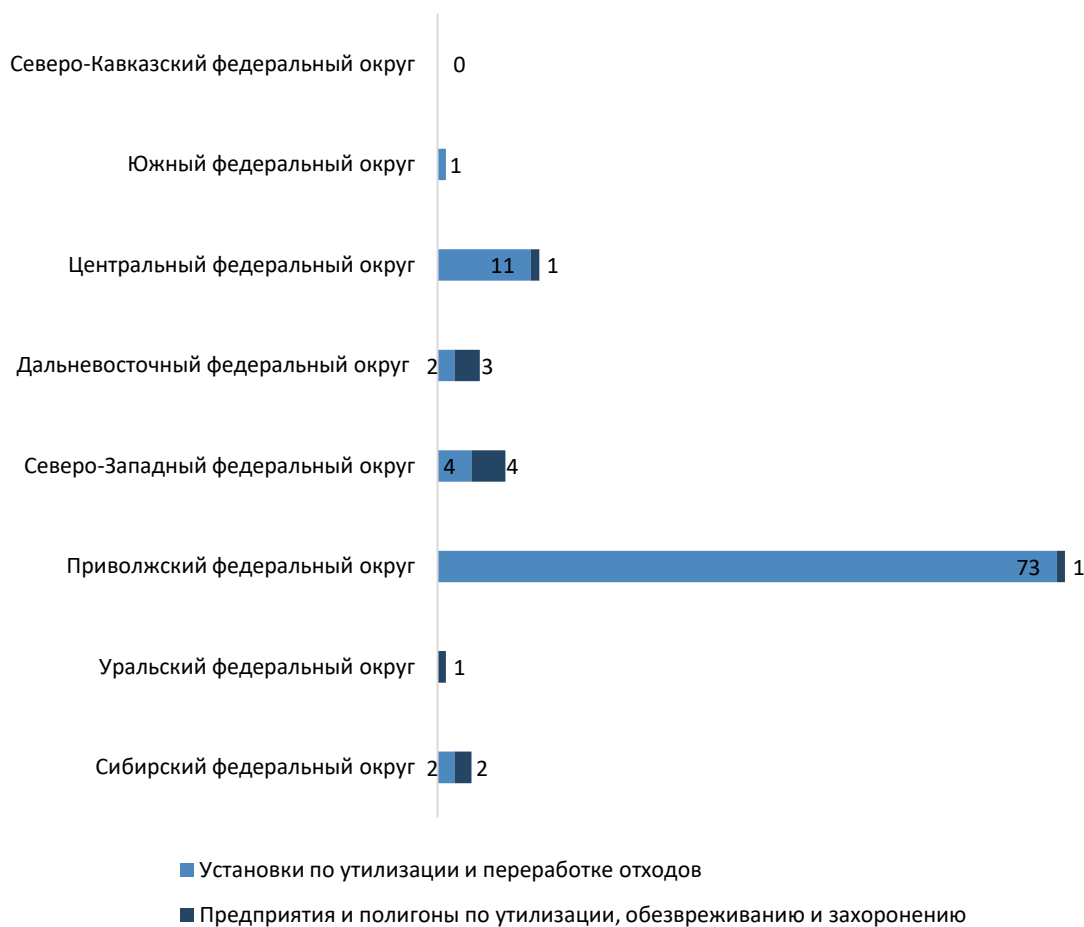 Северо-Кавказский федеральный округ 0
Южный федеральный округ 1
Центральный федеральный округ 11 1
Дальневосточный федеральный округ 2 3
Северо-Западный федеральный округ 4 4
Приволжский федеральный округ 73 1
Уральский федеральный округ 1
Сибирский федеральный округ 2 2
Установки по утилизации и переработке отходов
Предприятия и полигоны по утилизации, обезвреживанию и захоронению